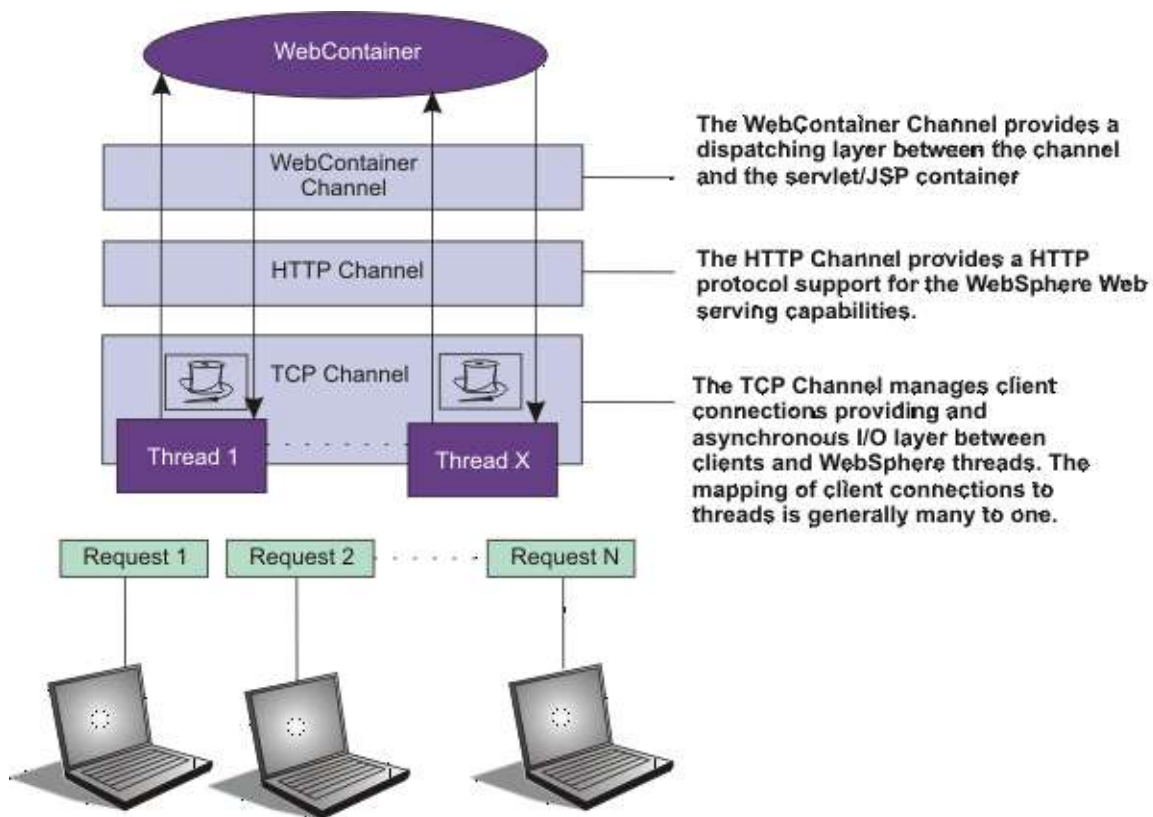 WebContainer
WebContainer
Channel
The WebContainer Channel provides a
dispatching layer between the channel
and the servlet/JSP container
HTTP Channel
The HTTP Channel provides a HTTP
protocol support for the WebSphere Web
serving capabilities.
TCP Channel
The TCP Channel manages client
connections providing and
asynchronous I/O layer between
clients and WebSphere threads. The
mapping of client connections to
threads is generally many to one.
Thread 1
Thread X
Request 1
Request 2
Request N